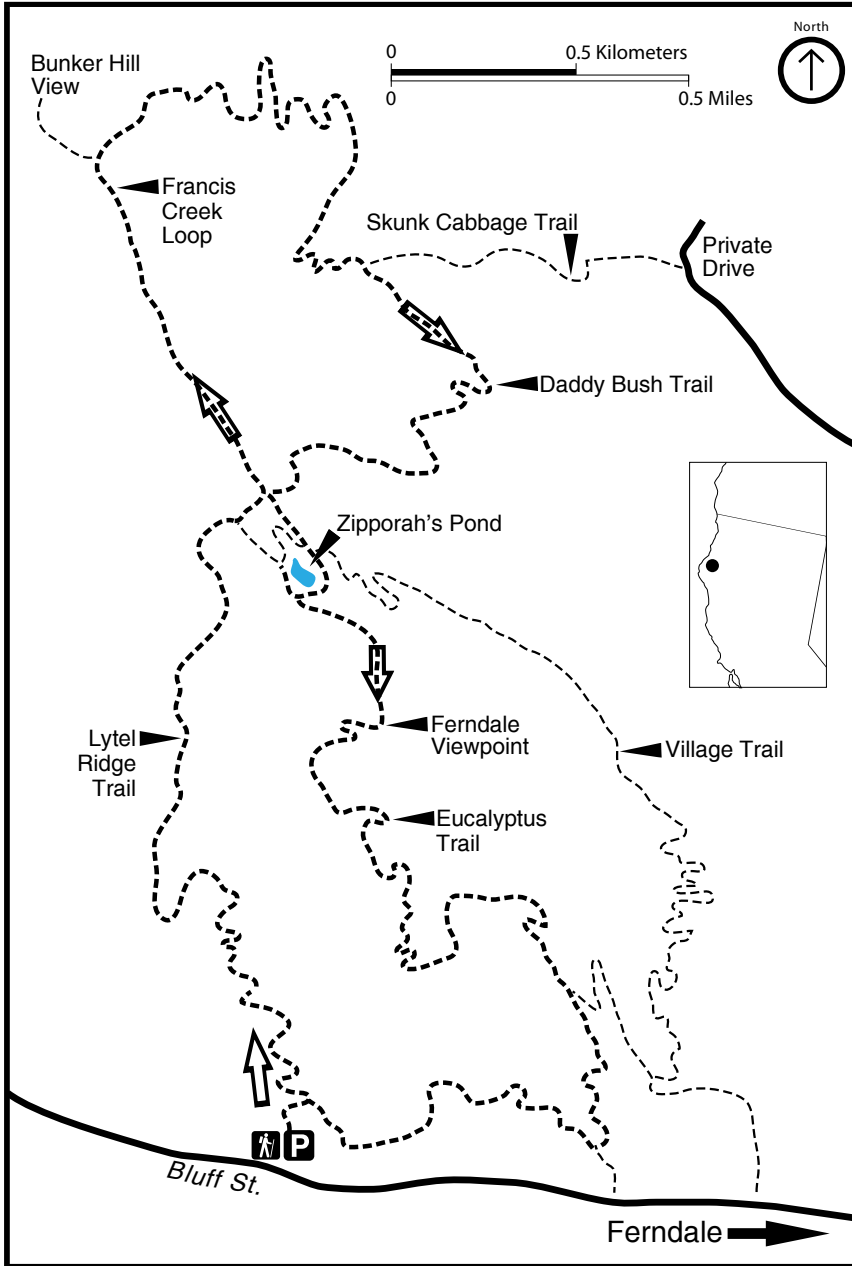 North
0 0.5 Kilometers
0 0.5 Miles
Bunker Hill
View
Francis
Creek
Loop
Skunk Cabbage Trail
Private
Drive
Daddy Bush Trail
Zipporah's Pond
Ferndale
Viewpoint
Lytel
Ridge
Trail
Village Trail
Eucalyptus
Trail
P
Bluff St.
Ferndale